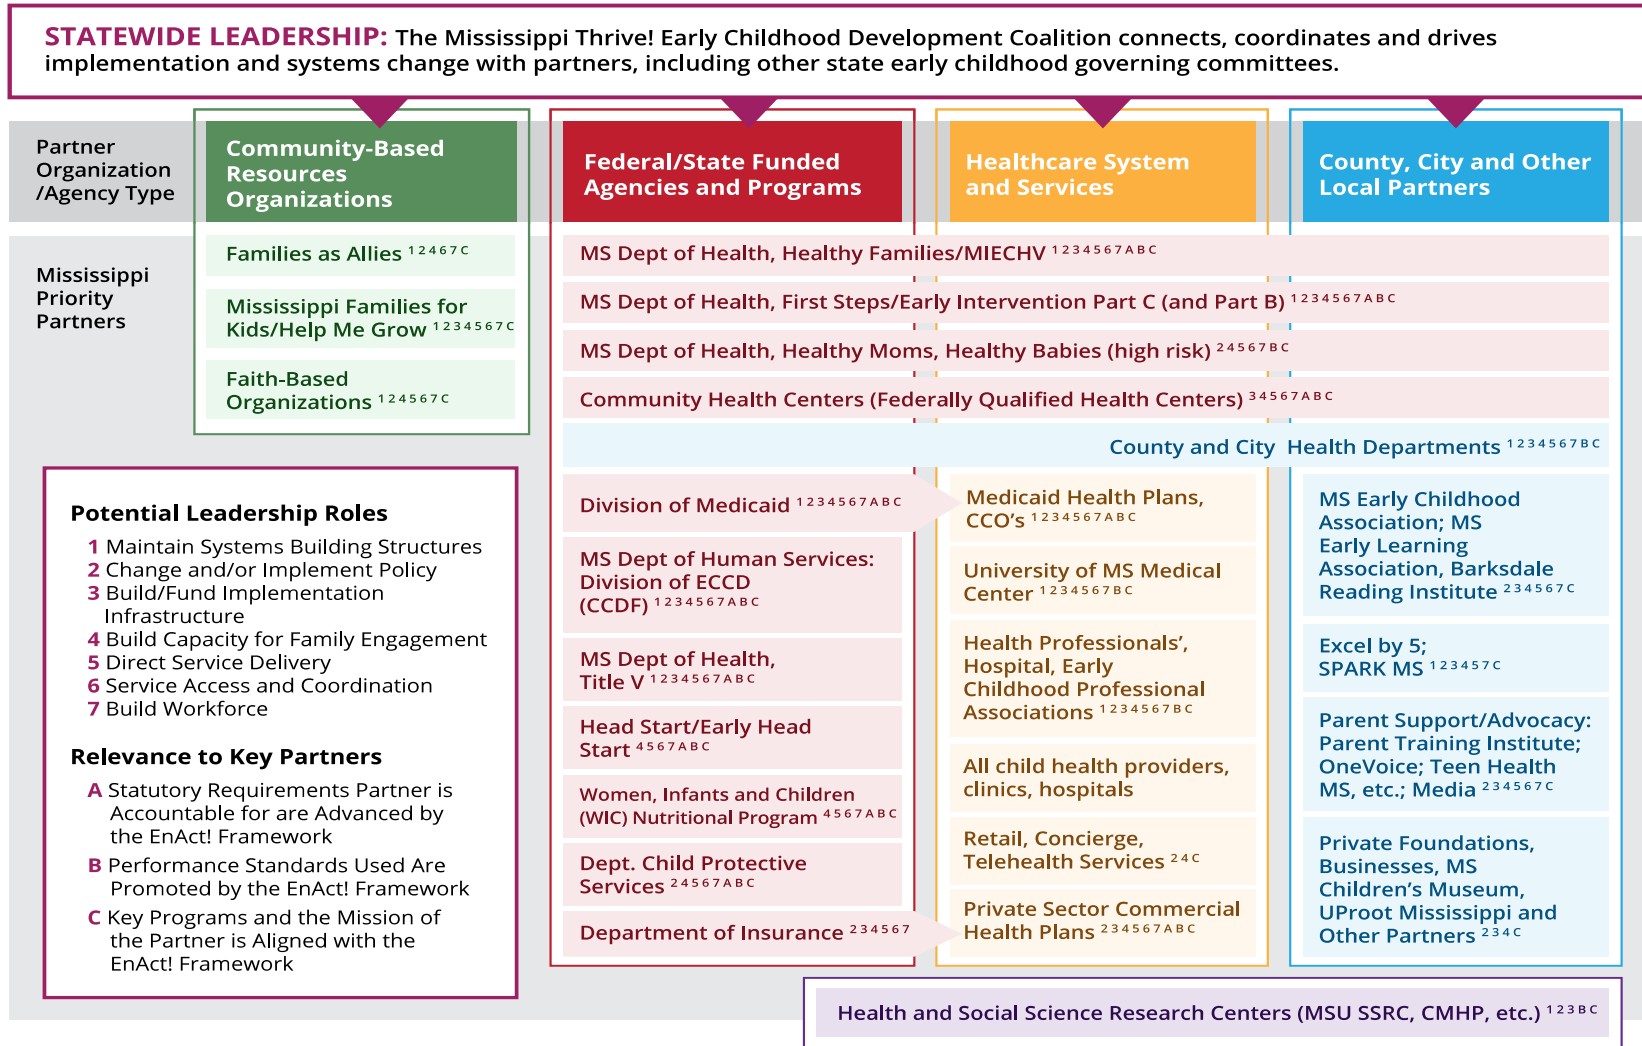 STATEWIDE LEADERSHIP: The Mississippi Thrive! Early Childhood Development Coalition connects, coordinates and drives
implementation and systems change with partners, including other state early childhood governing committees.
Partner
Organization
/Agency Type
Community-Based
Resources
Organizations
Federal/State Funded
Agencies and Programs
Healthcare System
and Services
County, City and Other
Local Partners
Mississippi
Priority
Partners
Families as Allies 1 2 4 6 7 C
Mississippi Families for
Kids/Help Me Grow 1 2 3 4 5 6 7 C
Faith-Based
Organizations 1 2 4 5 6 7 C
MS Dept of Health, Healthy Families/MIECHV 1 2 3 4 5 6 7 A B C
MS Dept of Health, First Steps/Early Intervention Part C (and Part B) 1 2 3 4 5 6 7 A B C
MS Dept of Health, Healthy Moms, Healthy Babies (high risk) 2 4 5 6 7 B C
Community Health Centers (Federally Qualified Health Centers) 3 4 5 6 7 A B C
County and City Health Departments 1 2 3 4 5 6 7 B C
Division of Medicaid 1 2 3 4 5 6 7 A B C
MS Dept of Human Services:
Division of ECCD
(CCDF) 1 2 3 4 5 6 7 A B C
MS Dept of Health,
Title V 1 2 3 4 5 6 7 A B C
Head Start/Early Head
Start 4 5 6 7 A B C
Women, Infants and Children
(WIC) Nutritional Program 4 5 6 7 A B C
Dept. Child Protective
Services 2 4 5 6 7 A B C
Department of Insurance 2 3 4 5 6 7
Medicaid Health Plans,
CCO's 1 2 3 4 5 6 7 A B C
University of MS Medical
Center 1 2 3 4 5 6 7 B C
Health Professionals’,
Hospital, Early
Childhood Professional
Associations 1 2 3 4 5 6 7 B C
All child health providers,
clinics, hospitals
Retail, Concierge,
Telehealth Services 2 4 C
Private Sector Commercial
Health Plans 2 3 4 5 6 7 A B C
MS Early Childhood
Association; MS
Early Learning
Association, Barksdale
Reading Institute 2 3 4 5 6 7 C
Excel by 5;
SPARK MS 1 2 3 4 5 7 C
Parent Support/Advocacy:
Parent Training Institute;
OneVoice; Teen Health
MS, etc.; Media 2 3 4 5 6 7 C
Private Foundations,
Businesses, MS
Children’s Museum,
UProot Mississippi and
Other Partners 2 3 4 C
Potential Leadership Roles
1 Maintain Systems Building Structures
2 Change and/or Implement Policy
3 Build/Fund Implementation
Infrastructure
4 Build Capacity for Family Engagement
5 Direct Service Delivery
6 Service Access and Coordination
7 Build Workforce
Relevance to Key Partners
A Statutory Requirements Partner is
Accountable for are Advanced by
the EnAct! Framework
B Performance Standards Used Are
Promoted by the EnAct! Framework
C Key Programs and the Mission of
the Partner is Aligned with the
EnAct! Framework
Health and Social Science Research Centers (MSU SSRC, CMHP, etc.) 1 2 3 B C